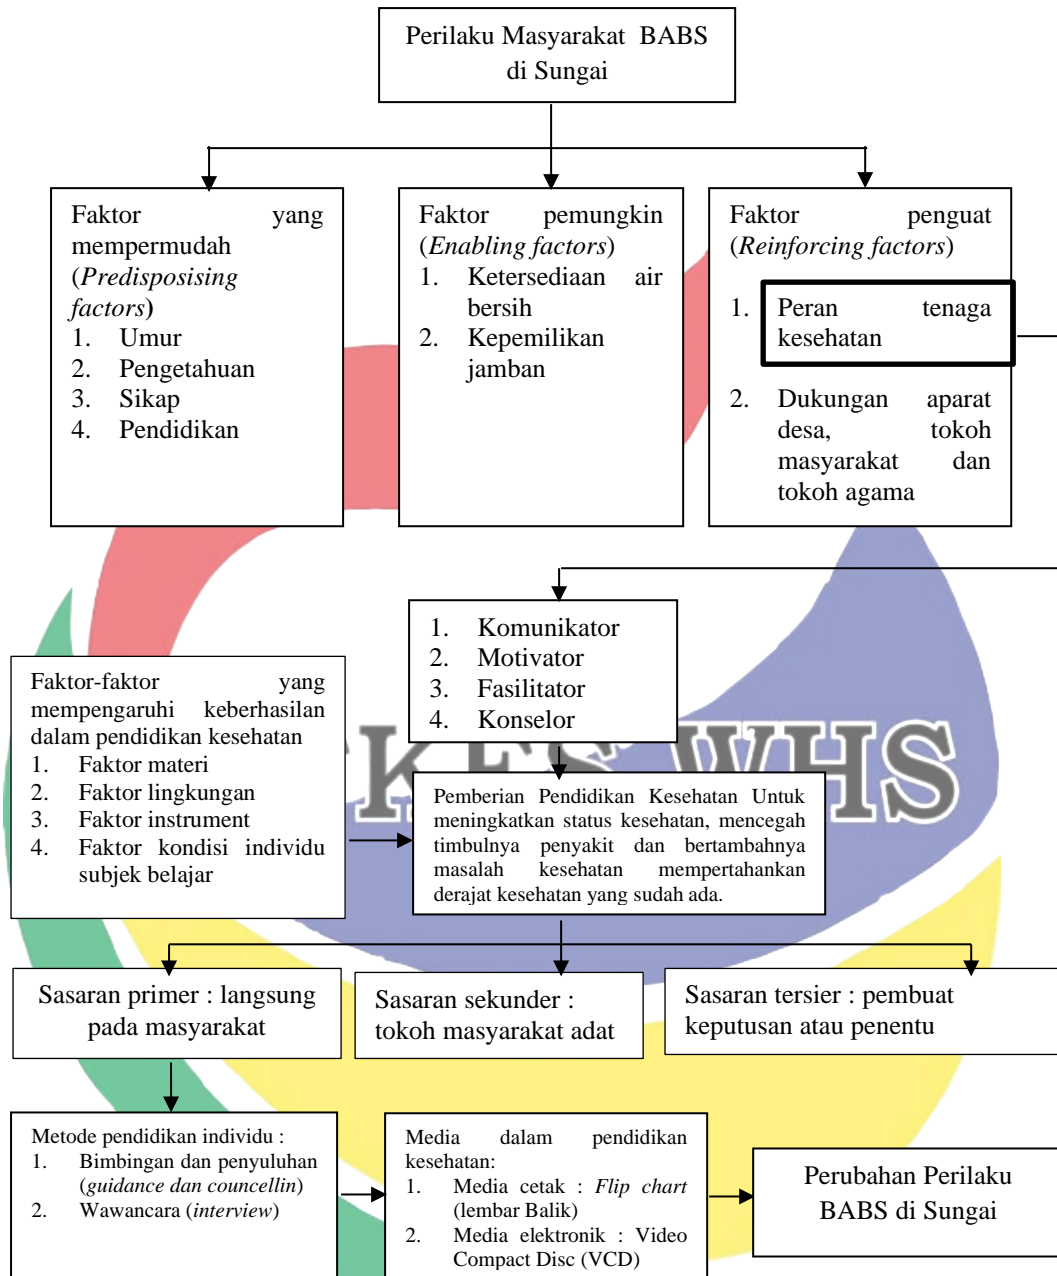 Perilaku Masyarakat BABS
di Sungai
Faktor yang
mempermudah
(Predisposising
factors)
1. Umur
2. Pengetahuan
3. Sikap
4. Pendidikan
Faktor pemungkin
(Enabling factors)
1. Ketersediaan air
bersih
2. Kepemilikan
jamban
Faktor penguat
(Reinforcing factors)
1. Peran tenaga
kesehatan
2. Dukungan aparat
desa, tokoh
masyarakat dan
tokoh agama
1. Komunikator
2. Motivator
3. Fasilitator
4. Konselor
Faktor-faktor yang
mempengaruhi keberhasilan
dalam pendidikan kesehatan
1. Faktor materi
2. Faktor lingkungan
3. Faktor instrument
4. Faktor kondisi individu
subjek belajar
WHS
Pemberian Pendidikan Kesehatan Untuk
meningkatkan status kesehatan, mencegah
timbulnya penyakit dan bertambahnya
masalah kesehatan mempertahankan
derajat kesehatan yang sudah ada.
Sasaran primer : langsung
pada masyarakat
Sasaran sekunder :
tokoh masyarakat adat
Sasaran tersier : pembuat
keputusan atau penentu
Metode pendidikan individu :
1. Bimbingan dan penyuluhan
(guidance dan councellin)
2. Wawancara (interview)
Media dalam pendidikan
kesehatan:
1. Media cetak : Flip chart
(lembar Balik)
2. Media elektronik : Video
Compact Disc (VCD)
Perubahan Perilaku
BABS di Sungai